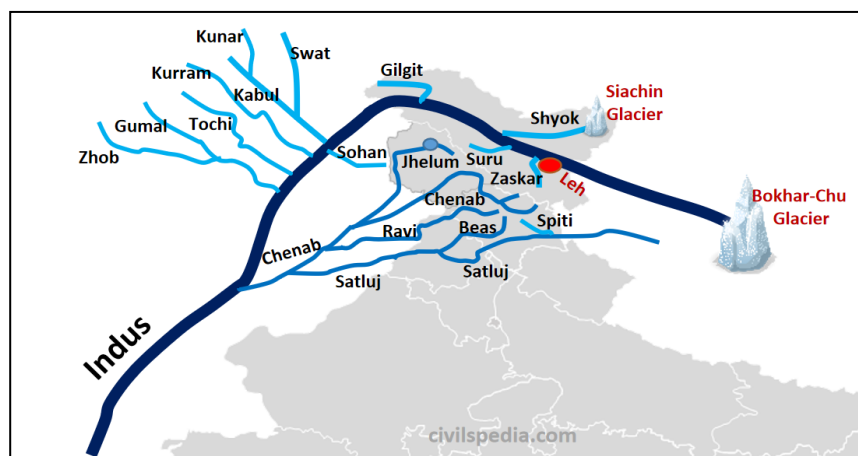 Kunar
Swat
Kurram
Gilgit
Siachin
Glacier
Kabul
Gumal
Tochi
Shyok
Zhob
Sohan
Jhelum
Suru
Zaskar
Leh
Bokhar-Chu
Glacier
Chenab
Spiti
Ravi
Beas
Chenab
Satluj
Satluj
Indus
civilspedia.com